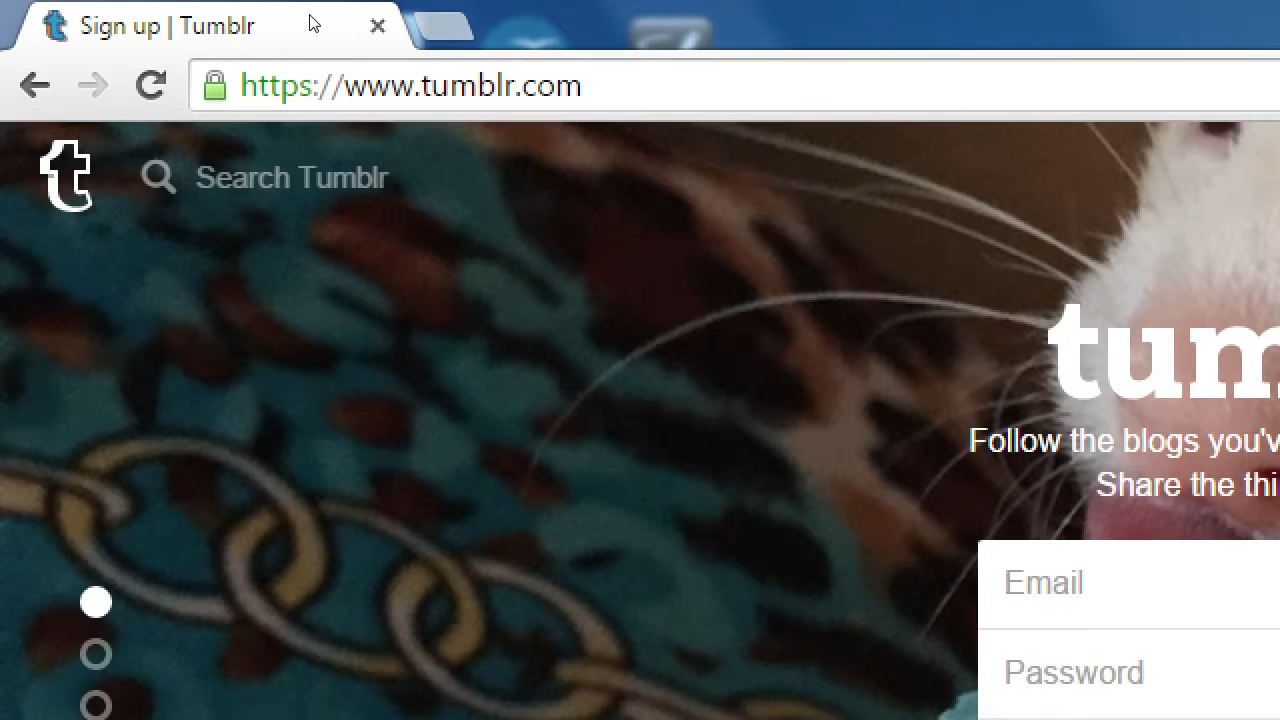 Sign up | Tumblr
https://www.tumblr.com
t
Search Tumblr
tum
Follow the blogs you'v
Share the thi
Email
Password